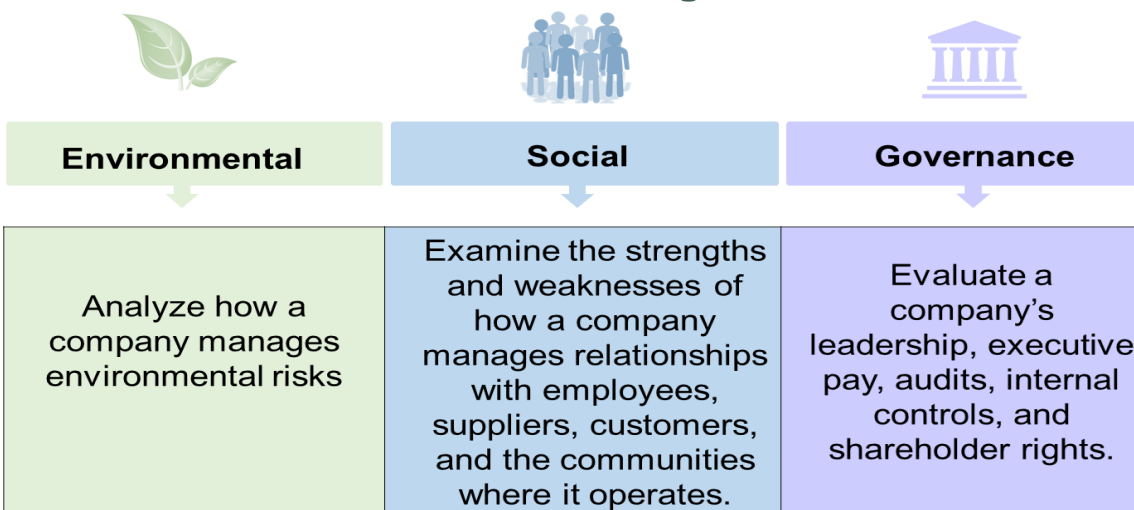 Environmental
Social
Governance
Analyze how a
company manages
environmental risks
Examine the strengths
and weaknesses of
how a company
manages relationships
with employees,
suppliers, customers,
and the communities
where it operates.
Evaluate a
company’s
leadership, executive
pay, audits, internal
controls, and
shareholder rights.